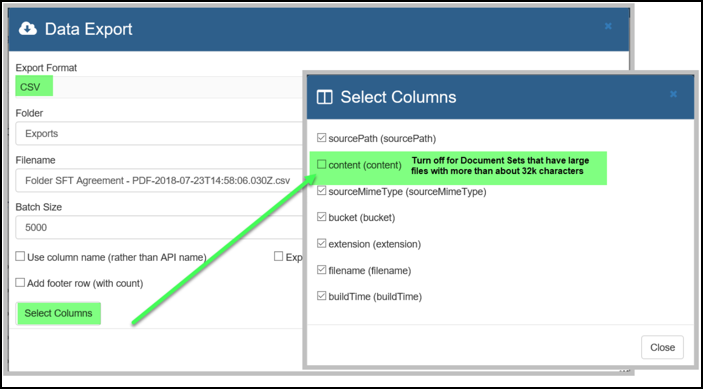 Data Export
Export Format
CSV
Folder
Exports
Filename
Folder SFT Agreement - PDF-2018-07-23T14:58:06.030Z.csv
Batch Size
5000
Use column name (rather than API name)
Exp
Add footer row (with count)
Select Columns
Select Columns
sourcePath (sourcePath)
content (content)
Turn off for Document Sets that have large
files with more than about 32k characters
sourceMimeType (sourceMimeType)
bucket (bucket)
extension (extension)
filename (filename)
buildTime (buildTime)
Close